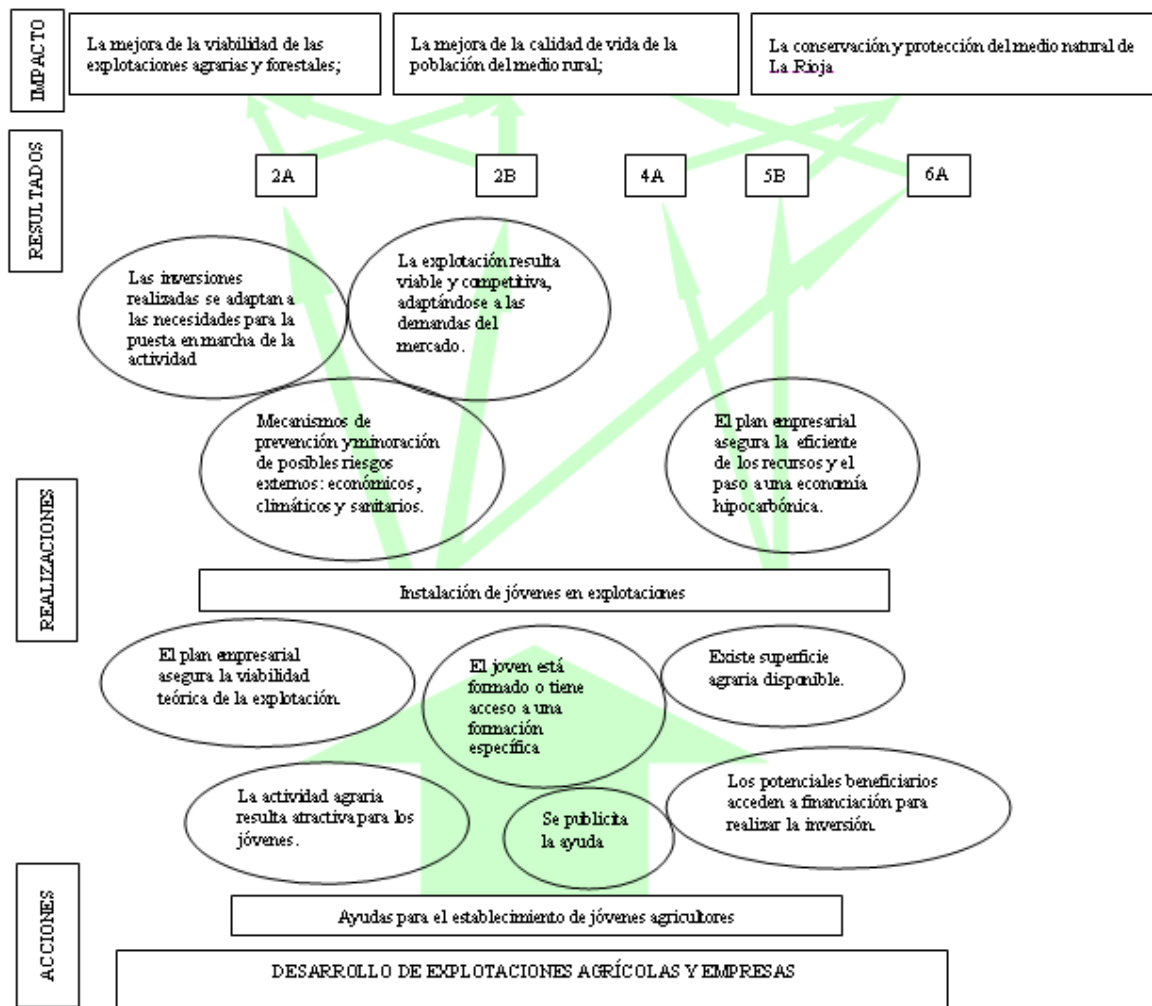 IMPACTO
La mejora de la viabilidad de las
explotaciones agrarias y forestales;
La mejora de la calidad de vida de la
población del medio rural;
La conservación y protección del medio natural de
La Rioja
RESULTADOS
2A
2B
4A
5B
6A
Las inversiones
realizadas se adaptan a
las necesidades para la
puesta en marcha de la
actividad
La explotación resulta
viable y competitiva,
adaptándose a las
demandas del
mercado.
Mecanismos de
prevención y minoración
de posibles riesgos
externos: económicos,
climáticos y sanitarios.
El plan empresarial
asegura la eficiente
de los recursos y el
paso a una economía
hipocarbónica.
REALIZACIONES
Instalación de jóvenes en explotaciones
El plan empresarial
asegura la viabilidad
teórica de la explotación.
El joven está
formado o tiene
acceso a una
formación
específica
Existe superficie
agraria disponible.
La actividad agraria
resulta atractiva para los
jóvenes.
Se publicita
la ayuda
Los potenciales beneficiarios
acceden a financiación para
realizar la inversión.
ACCIONES
Ayudas para el establecimiento de jóvenes agricultores
DESARROLLO DE EXPLOTACIONES AGRÍCOLAS Y EMPRESAS